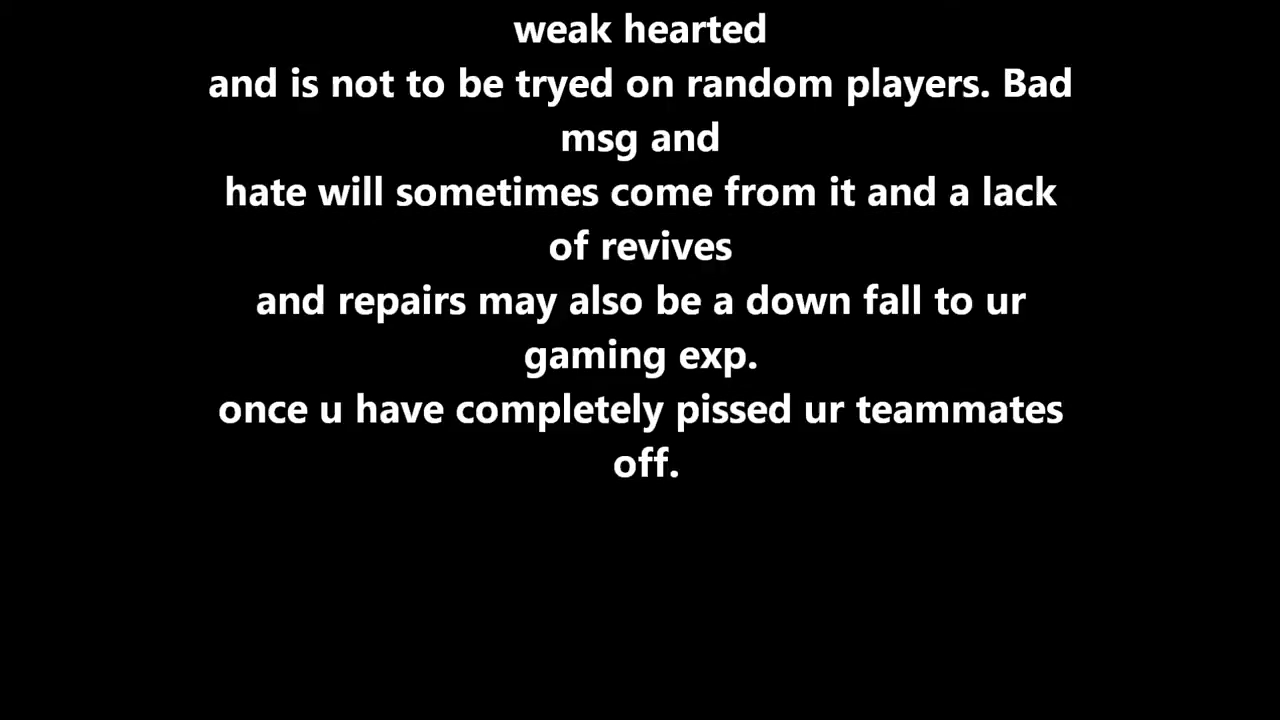 weak hearted
and is not to be tryed on random players. Bad
msg and
hate will sometimes come from it and a lack
of revives
and repairs may also be a down fall to ur
gaming exp.
once u have completely pissed ur teammates
off.